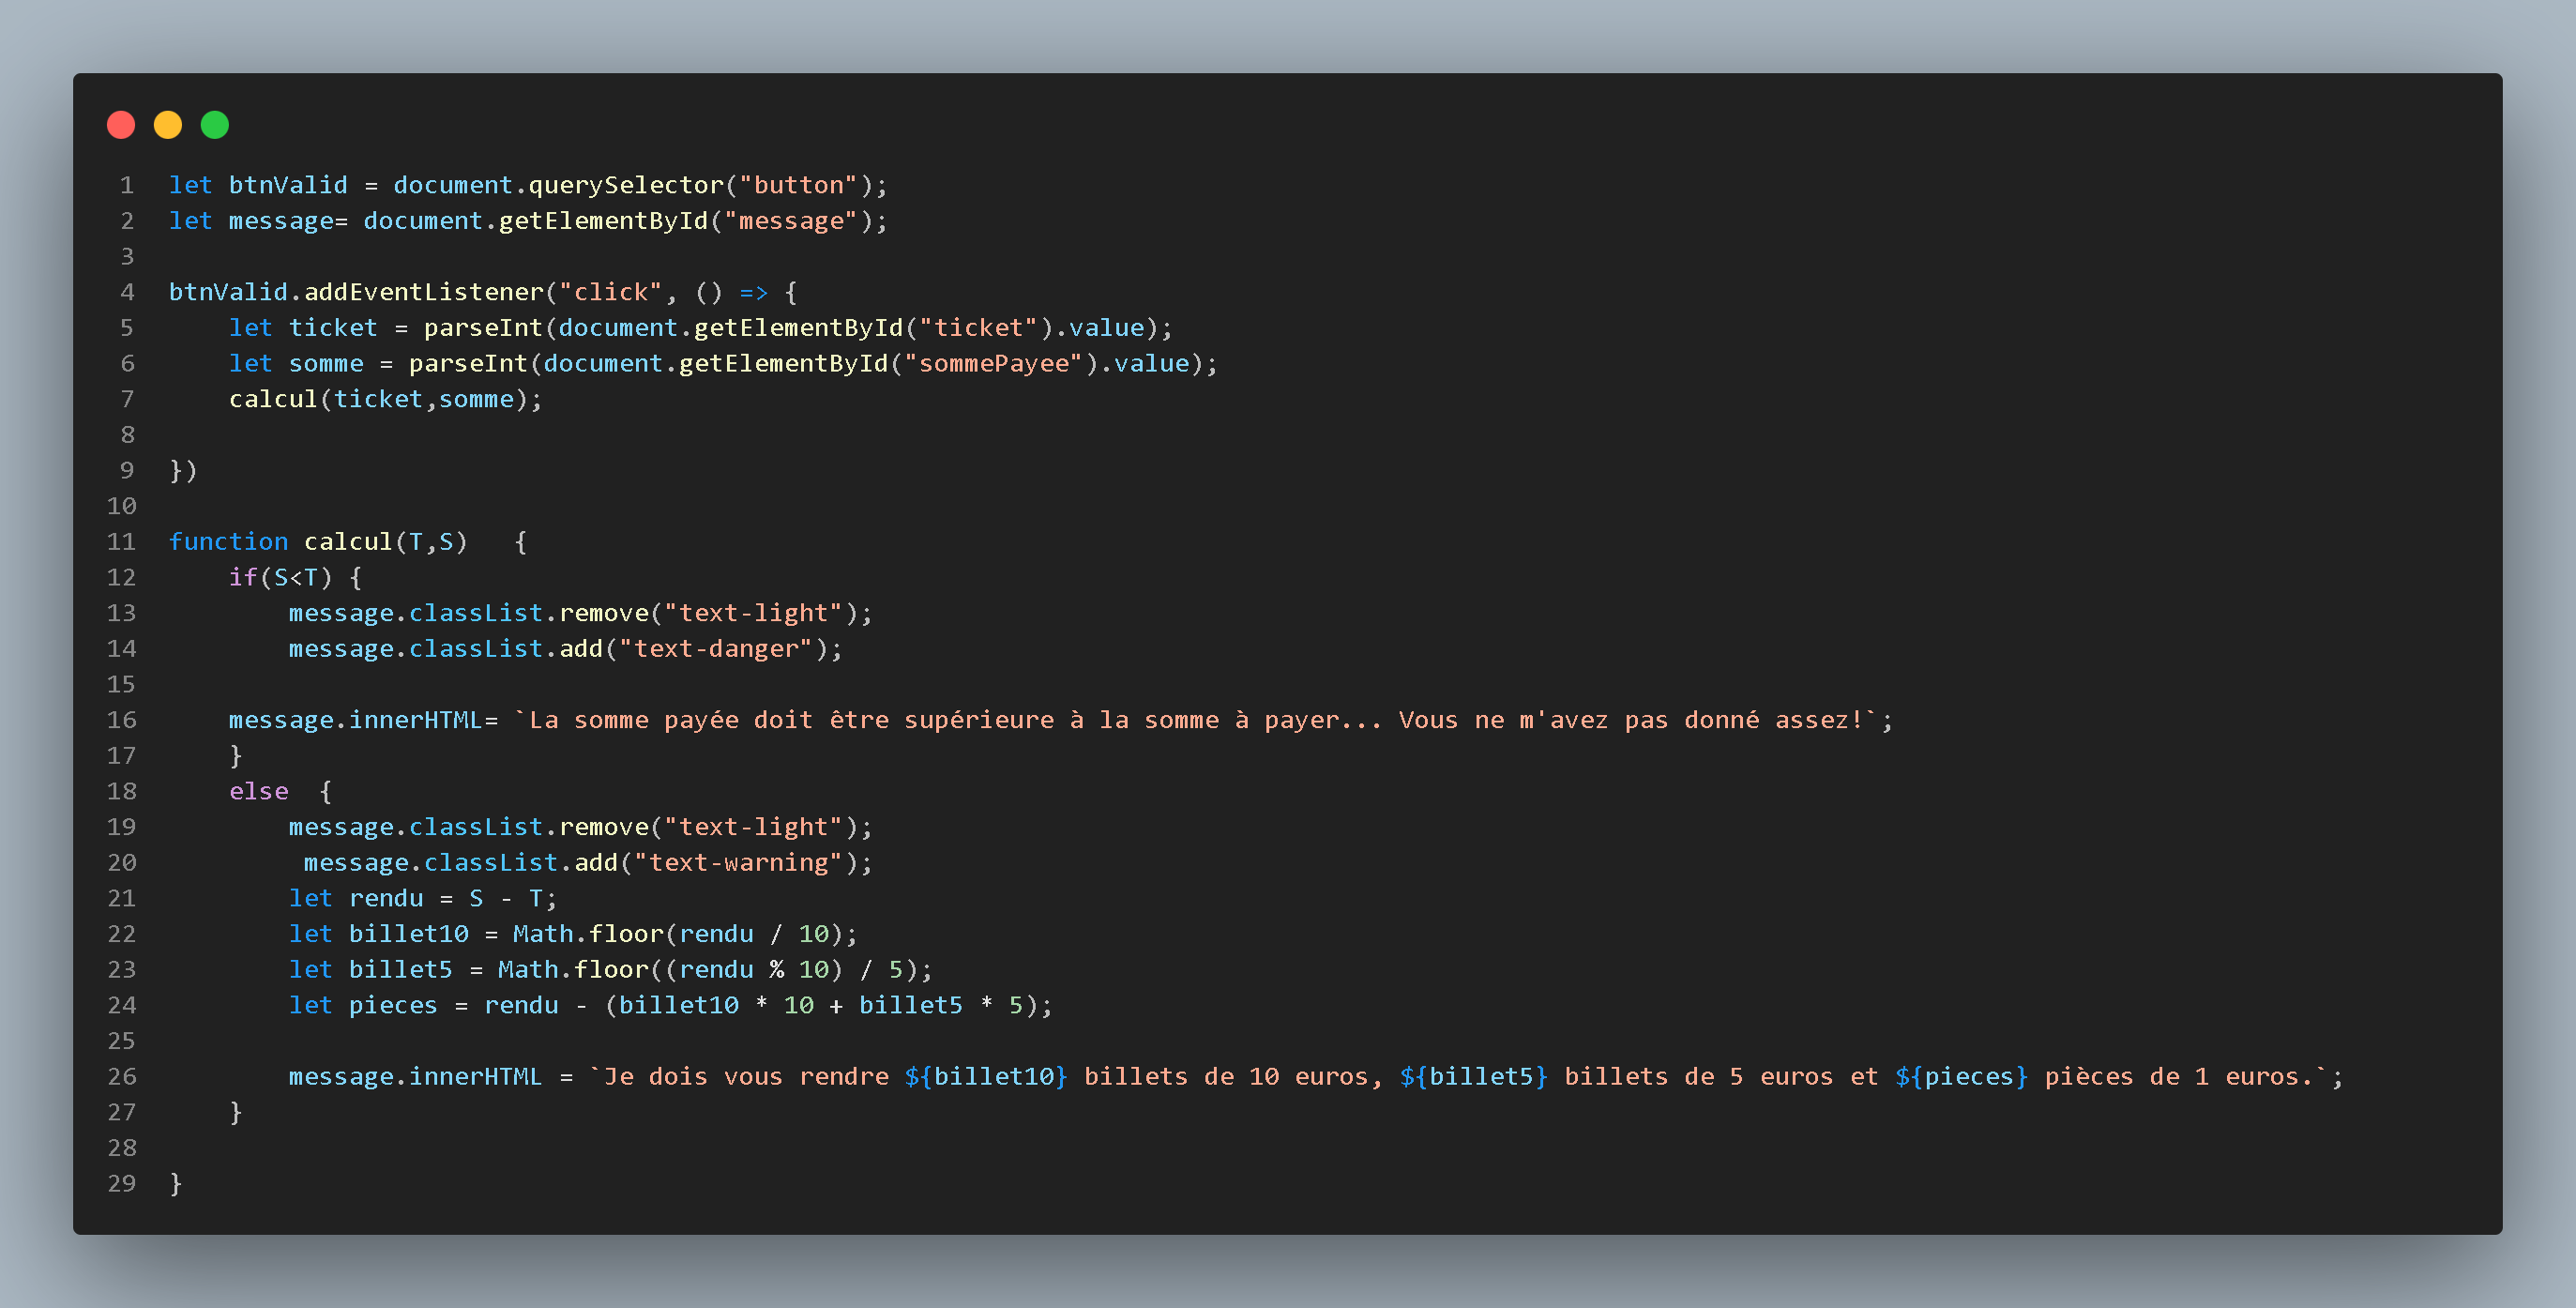 1 let btnValid = document.querySelector("button");
2 let message= document.getElementById("message");
3
4 btnValid.addEventListener("click", () => {
5     let ticket = parseInt(document.getElementById("ticket").value);
6     let somme = parseInt(document.getElementById("sommePayee").value);
7     calcul(ticket,somme);
8
9 })
10
11 function calcul(T,S)   {
12     if(S<T) {
13         message.classList.remove("text-light");
14         message.classList.add("text-danger");
15
16     message.innerHTML= `La somme payée doit être supérieure à la somme à payer... Vous ne m'avez pas donné assez!`;
17     }
18     else  {
19         message.classList.remove("text-light");
20          message.classList.add("text-warning");
21         let rendu = S - T;
22         let billet10 = Math.floor(rendu / 10);
23         let billet5 = Math.floor((rendu % 10) / 5);
24         let pieces = rendu - (billet10 * 10 + billet5 * 5);
25
26         message.innerHTML = `Je dois vous rendre ${billet10} billets de 10 euros, ${billet5} billets de 5 euros et ${pieces} pièces de 1 euros.`;
27     }
28
29 }